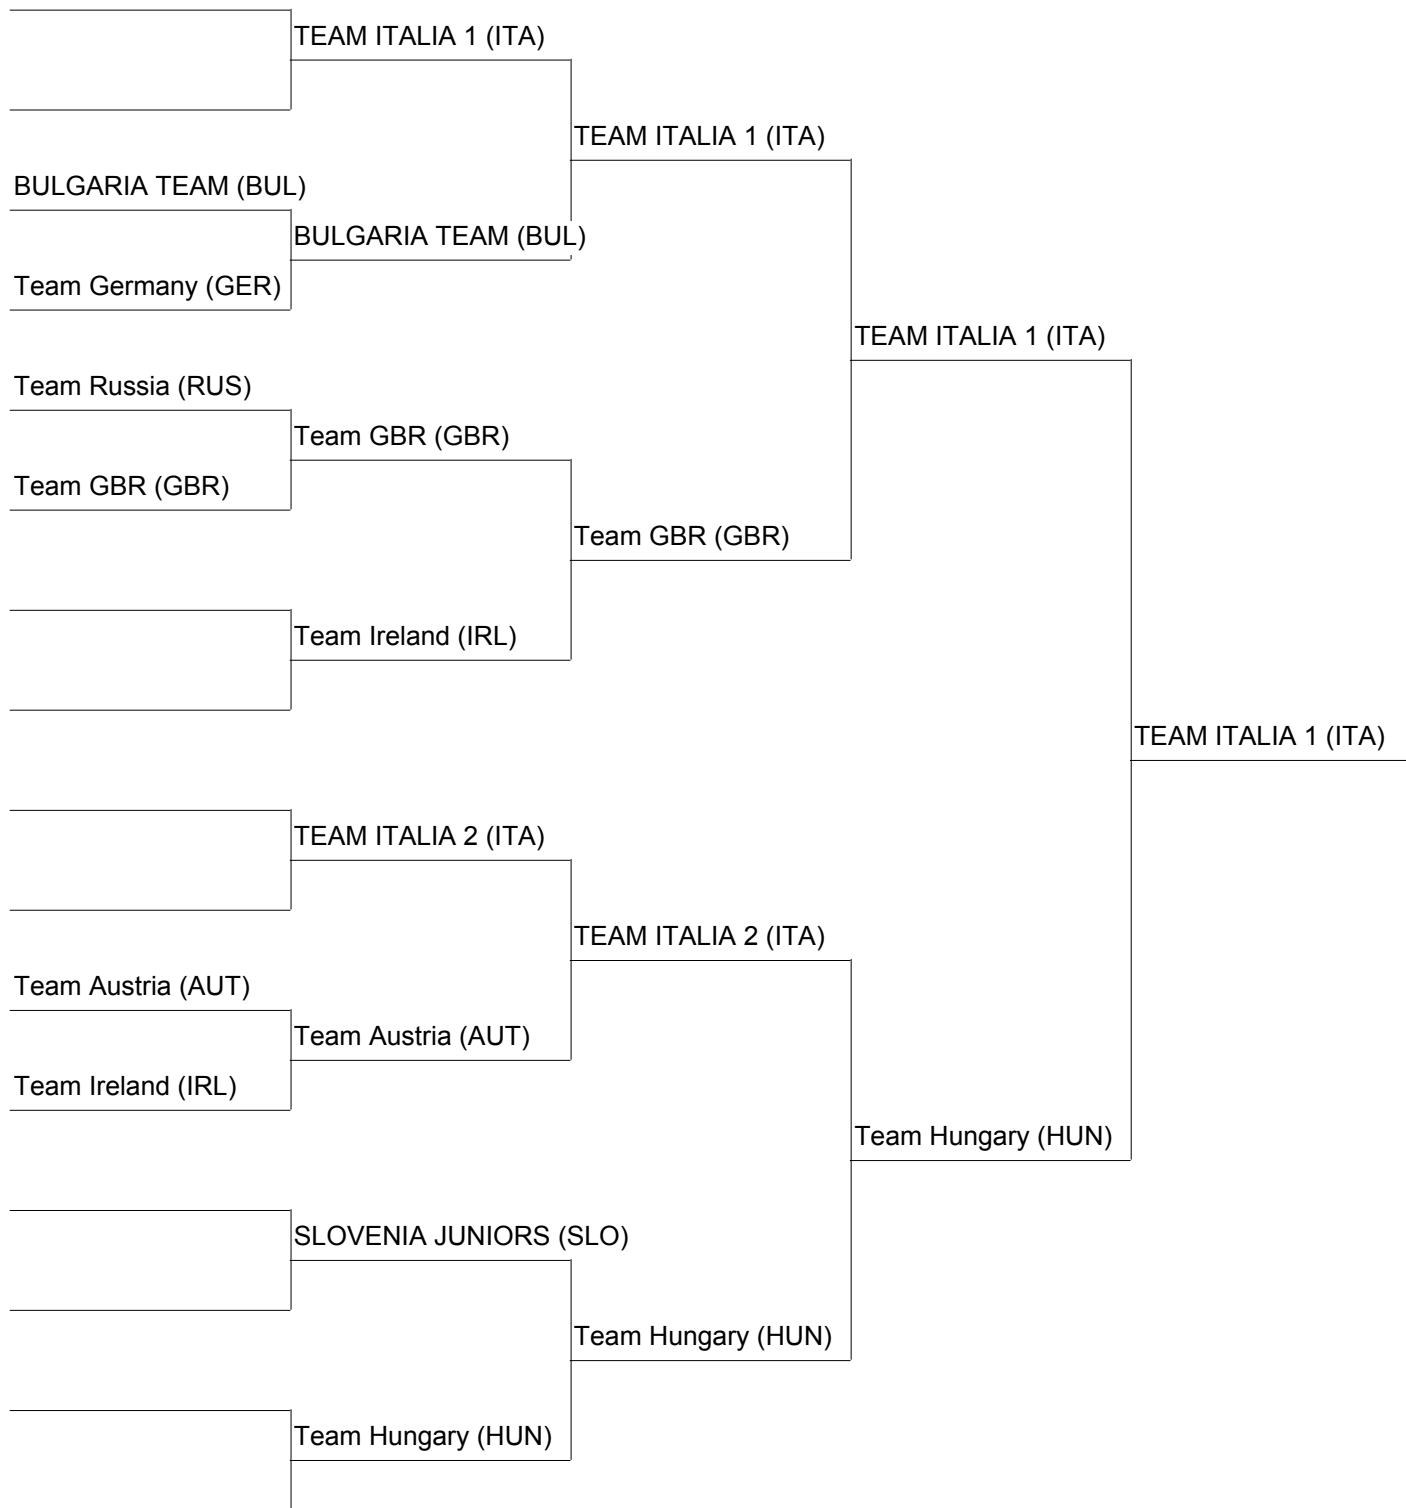 TEAM ITALIA 1 (ITA)
TEAM ITALIA 1 (ITA)
BULGARIA TEAM (BUL)
BULGARIA TEAM (BUL)
Team Germany (GER)
TEAM ITALIA 1 (ITA)
Team Russia (RUS)
Team GBR (GBR)
Team GBR (GBR)
Team GBR (GBR)
Team Ireland (IRL)
TEAM ITALIA 1 (ITA)
TEAM ITALIA 2 (ITA)
TEAM ITALIA 2 (ITA)
Team Austria (AUT)
Team Austria (AUT)
Team Ireland (IRL)
Team Hungary (HUN)
SLOVENIA JUNIORS (SLO)
Team Hungary (HUN)
Team Hungary (HUN)